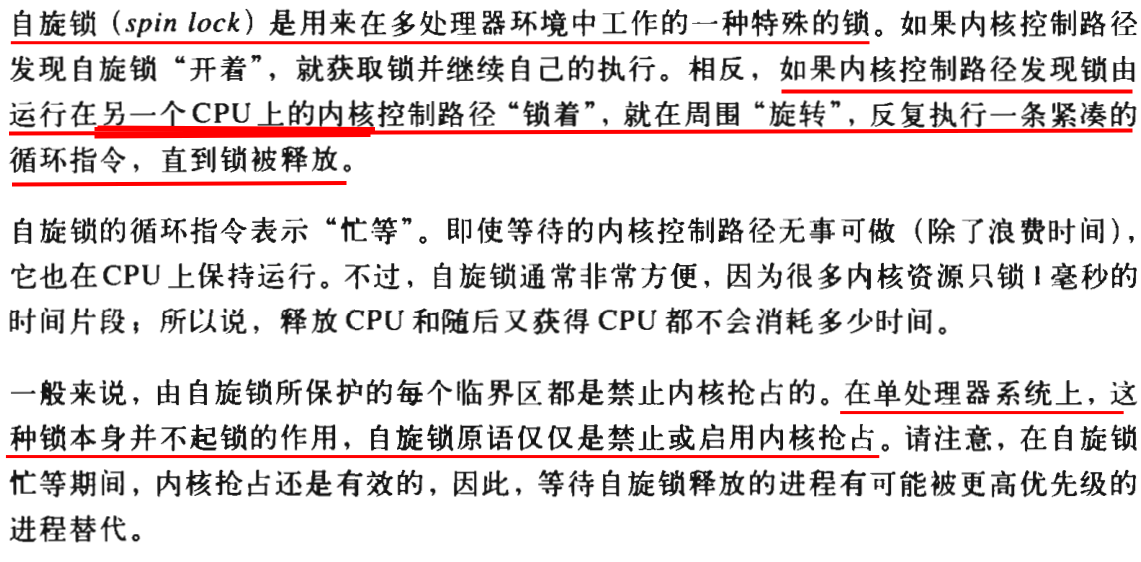 自旋锁（spin lock）是用来在多处理器环境中工作的一种特殊的锁。如果内核控制路径
发现自旋锁“开着”，就获取锁并继续自己的执行。相反，如果内核控制路径发现锁由
运行在另一个CPU上的内核控制路径“锁着”，就在周围“旋转”，反复执行一条紧凑的
循环指令，直到锁被释放。
自旋锁的循环指令表示“忙等”。即使等待的内核控制路径无事可做（除了浪费时间），
它也在CPU上保持运行。不过，自旋锁通常非常方便，因为很多内核资源只锁1毫秒的
时间片段；所以说，释放CPU和随后又获得CPU都不会消耗多少时间。
一般来说，由自旋锁所保护的每个临界区都是禁止内核抢占的。在单处理器系统上，这
种锁本身并不起锁的作用，自旋锁原语仅仅是禁止或启用内核抢占。请注意，在自旋锁
忙等期间，内核抢占还是有效的，因此，等待自旋锁释放的进程有可能被更高优先级的
进程替代。